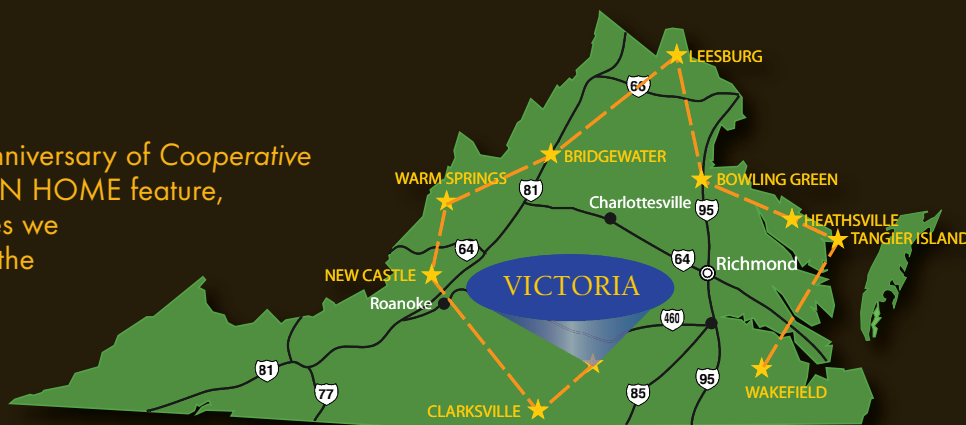 nniversary of Cooperative
N HOME feature,
es we
the
LEESBURG
66
BRIDGEWATER
WARM SPRINGS
81
BOWLING GREEN
Charlottesville
95
HEATHSVILLE
TANGIER ISLAND
64
64
Richmond
NEW CASTLE
VICTORIA
Roanoke
460
81
77
85
95
WAKEFIELD
CLARKSVILLE